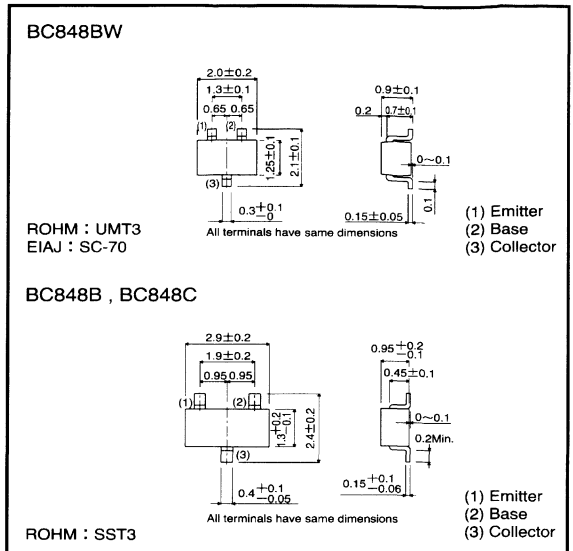 BC848BW
2.0±0.2
1.3±0.1
0.65 0.65
(1) (2)
(3)
1.25±0.1
2.1±0.1
0.3+0.1
−0
All terminals have same dimensions
0.9±0.1
0.2 0.7±0.1
0~0.1
0.15±0.05
0.1
ROHM : UMT3
EIAJ : SC-70
(1) Emitter
(2) Base
(3) Collector
BC848B , BC848C
2.9±0.2
1.9±0.2
0.95 0.95
(1) (2)
(3)
1.3+0.2
−0.1
2.4±0.2
0.4+0.1
−0.05
All terminals have same dimensions
0.95+0.2
−0.1
0.45±0.1
0~0.1
0.2Min.
0.15+0.1
−0.06
ROHM : SST3
(1) Emitter
(2) Base
(3) Collector